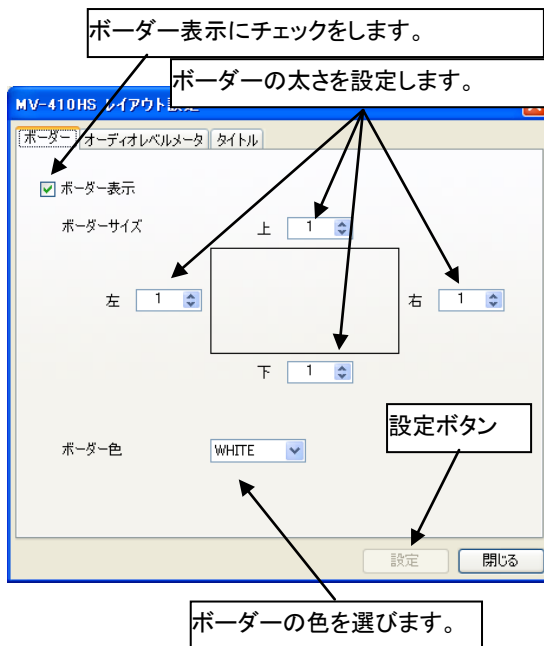 ボーダー表示にチェックをします。
ボーダーの太さを設定します。
MV-410HS レイアウト設定
ボーダー オーディオレベルメータ タイトル
ボーダー表示
ボーダーサイズ
上 1
左 1
右 1
下 1
設定ボタン
ボーダー色 WHITE
設定 閉じる
ボーダーの色を選びます。